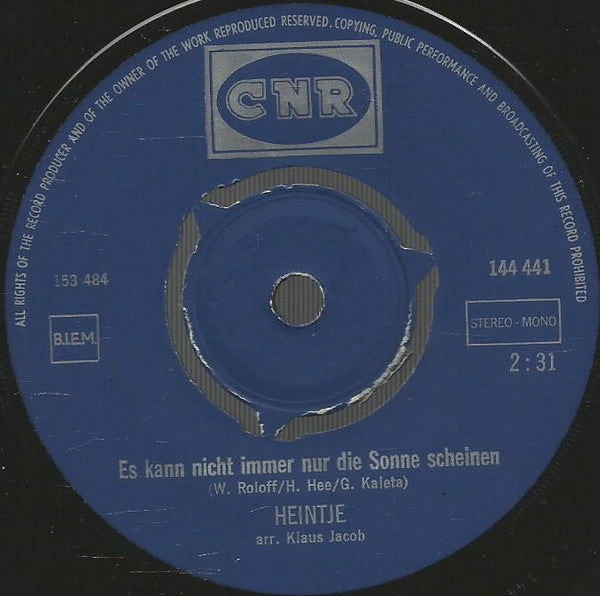 ALL RIGHTS OF THE RECORD PRODUCER AND OF THE OWNER OF THE WORK REPRODUCED RESERVED. COPYING, PUBLIC PERFORMANCE AND BROADCASTING OF THIS RECORD PROHIBITED
CNR
153 484
144 441
B.I.E.M.
STEREO - MONO
2:31
Es kann nicht immer nur die Sonne scheinen
(W. Roloff/H. Hee/G. Kaleta)
HEINTJE
arr. Klaus Jacob